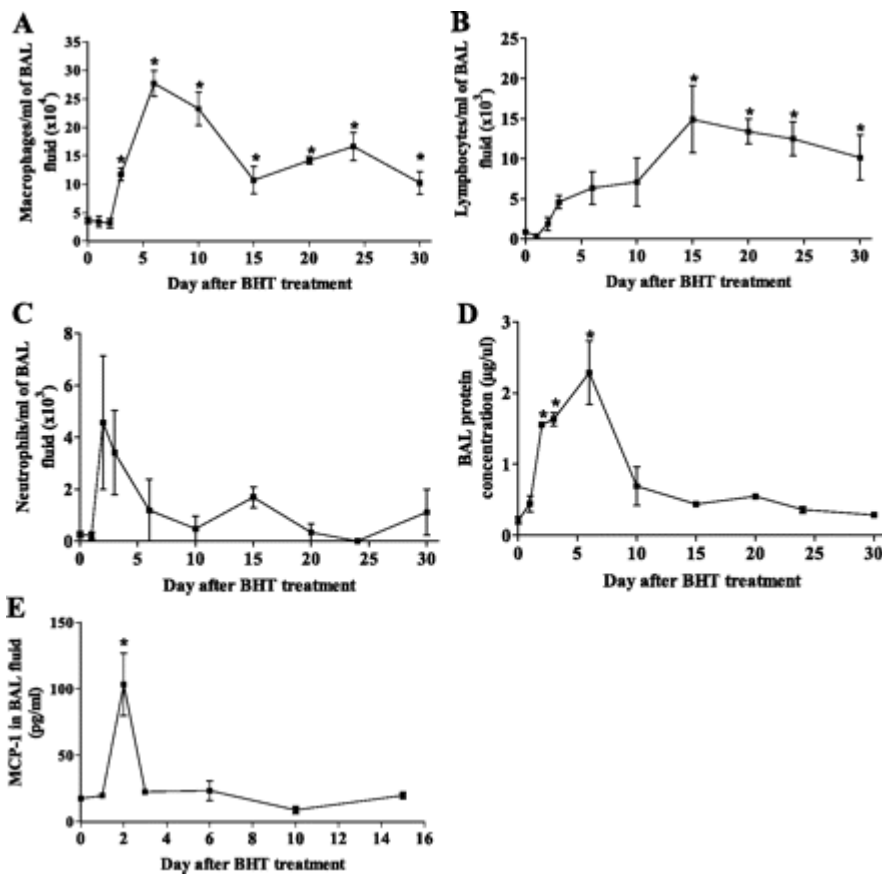 A
Macrophages/ml of BAL
fluid (x10⁴)
35
30
25
20
15
10
5
0
* * * * * * *
0 5 10 15 20 25 30
Day after BHT treatment
B
Lymphocytes/ml of BAL
fluid (x10³)
25
20
15
10
5
0
* * * *
0 5 10 15 20 25 30
Day after BHT treatment
C
Neutrophils/ml of BAL
fluid (x10³)
8
6
4
2
0
0 5 10 15 20 25 30
Day after BHT treatment
D
BAL protein
concentration (µg/ul)
3
2
1
0
* * *
0 5 10 15 20 25 30
Day after BHT treatment
E
MCP-1 in BAL fluid
(pg/ml)
150
100
50
0
*
0 2 4 6 8 10 12 14 16
Day after BHT treatment